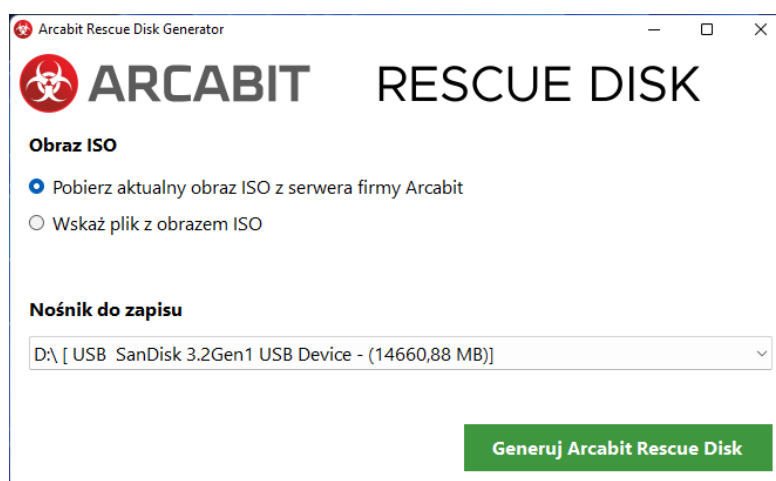 Arcabit Rescue Disk Generator
ARCABIT RESCUE DISK
Obraz ISO
Pobierz aktualny obraz ISO z serwera firmy Arcabit
Wskaż plik z obrazem ISO
Nośnik do zapisu
D:\ [ USB  SanDisk 3.2Gen1 USB Device - (14660,88 MB)]
Generuj Arcabit Rescue Disk